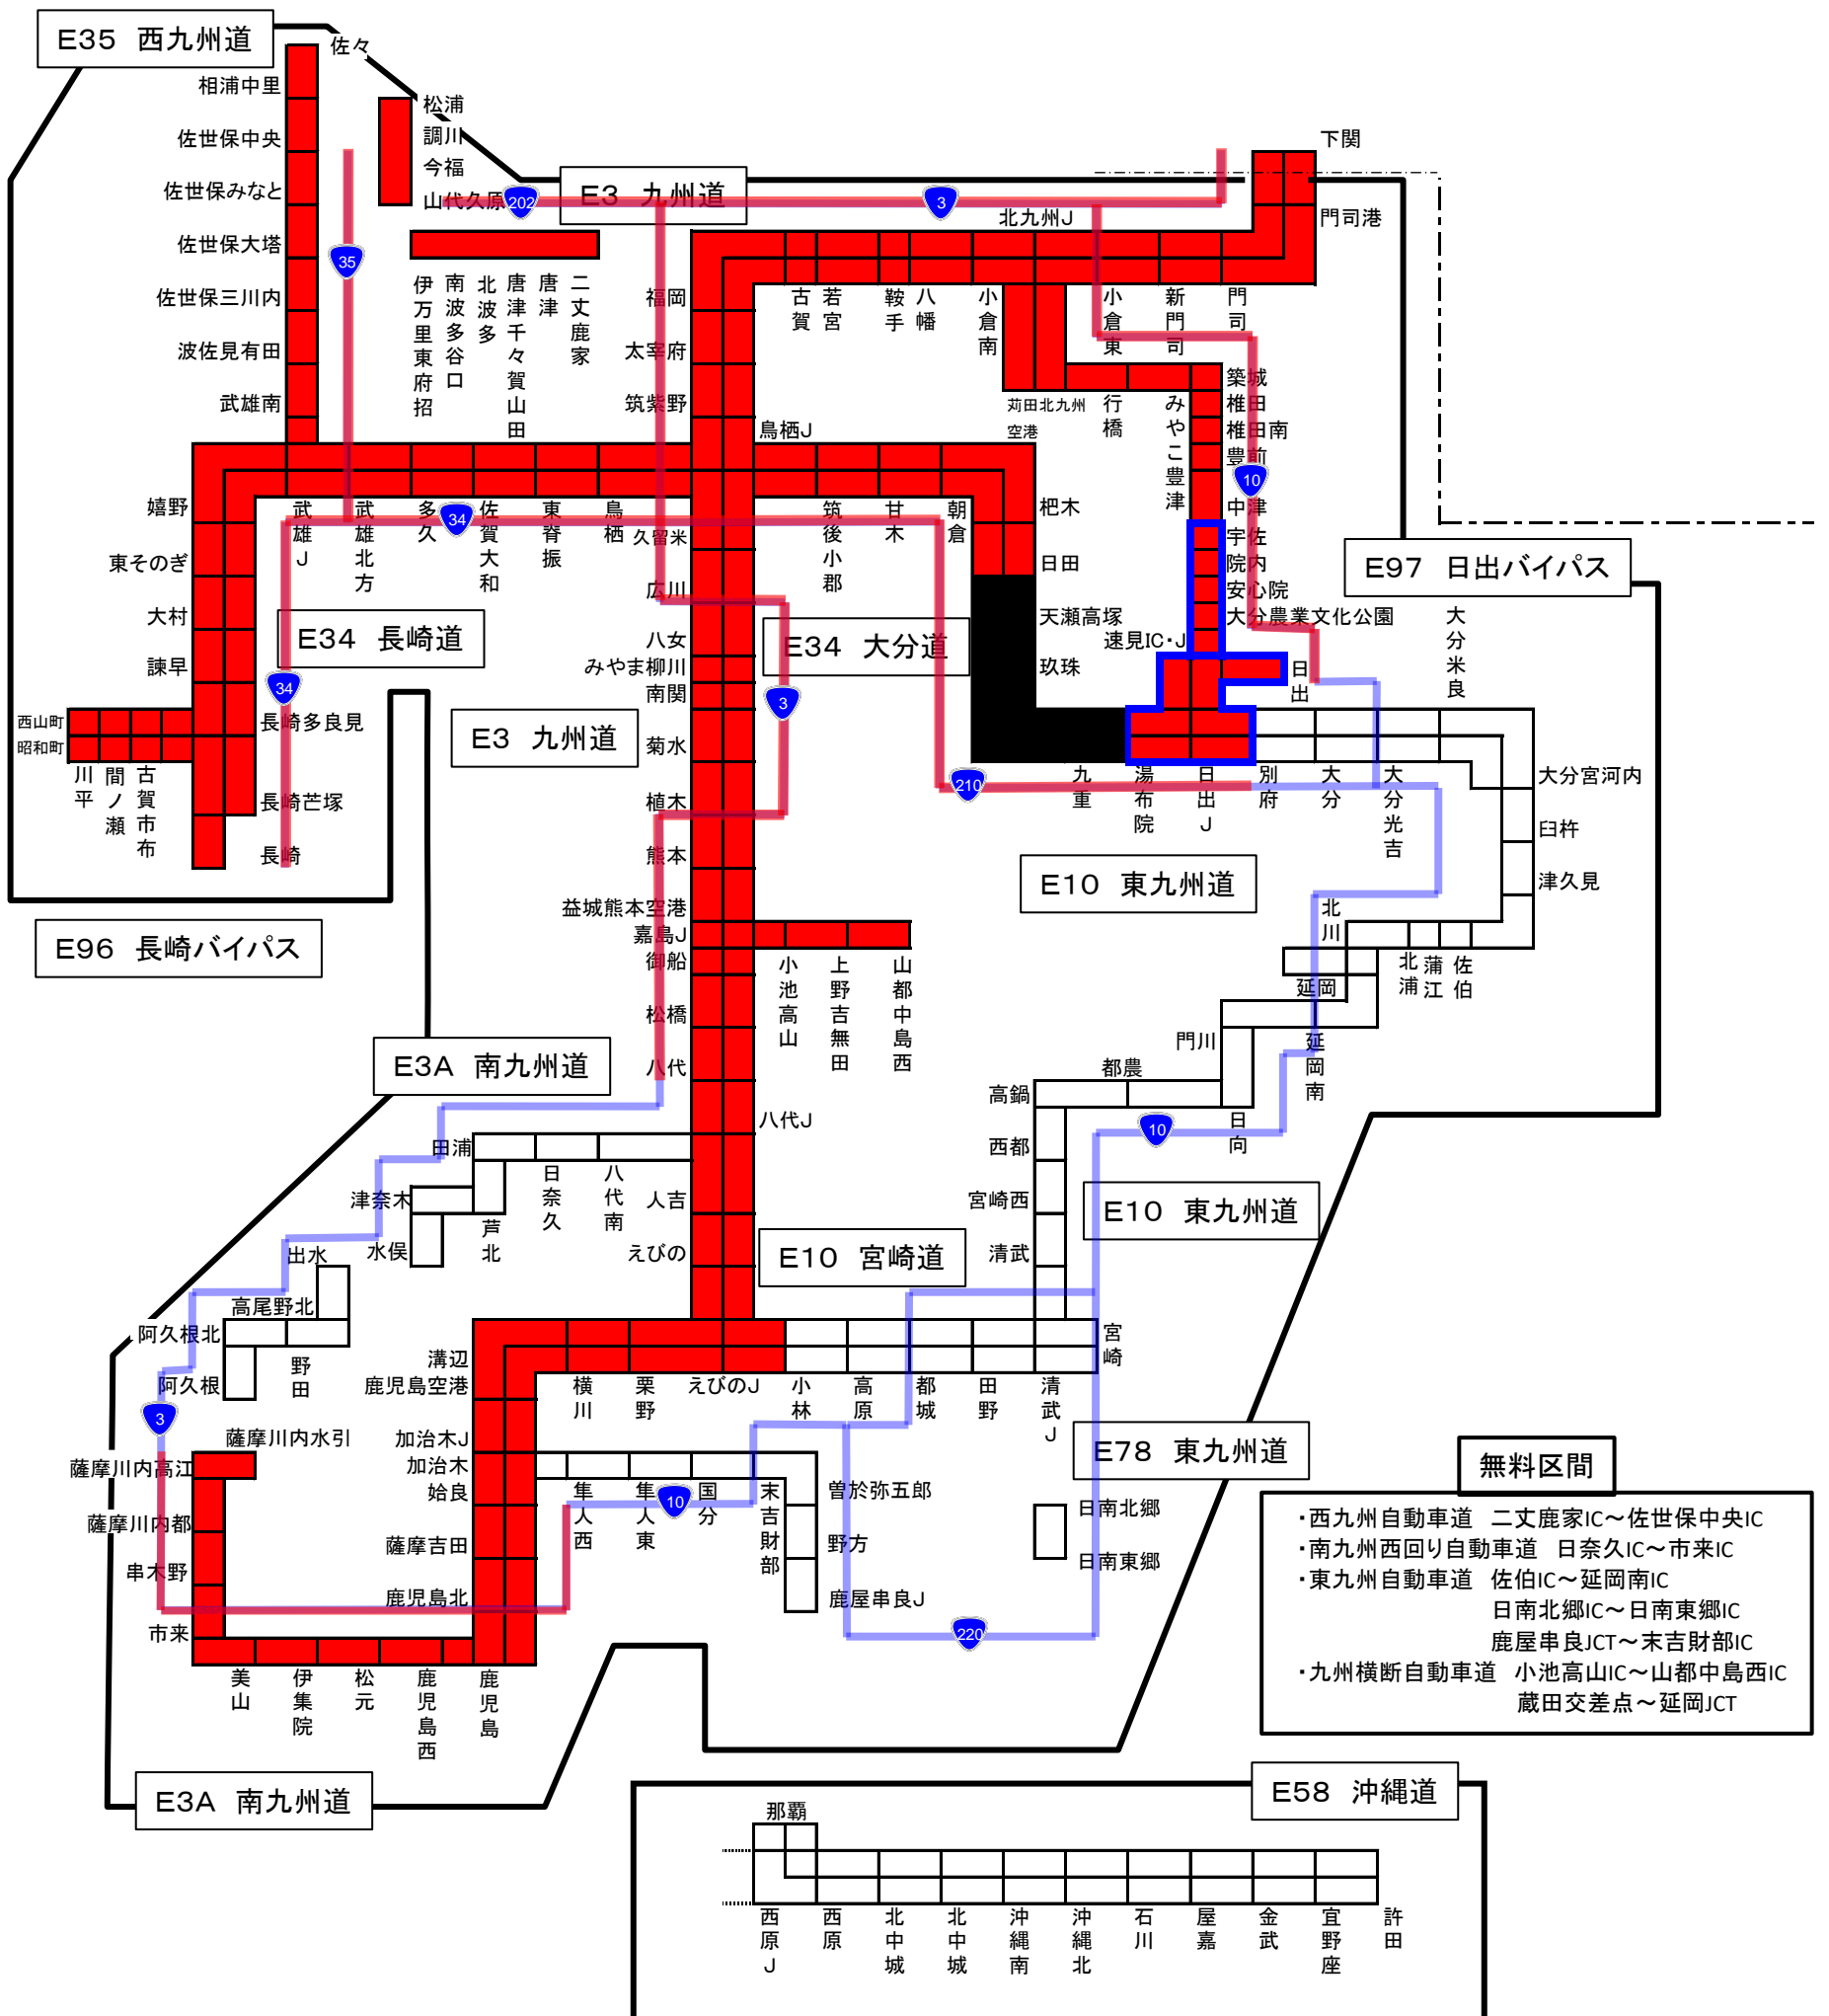 E35 西九州道
佐々
相浦中里
佐世保中央
佐世保みなと
佐世保大塔
佐世保三川内
波佐見有田
武雄南
松浦
調川
今福
山代久原
202
E3 九州道
3
35
下関
門司港
北九州J
伊万里東府招
南波多谷口
北波多
唐津千々賀山田
唐津
二丈鹿家
福岡
太宰府
筑紫野
鳥栖J
古賀
若宮
鞍手
八幡
小倉南
小倉東
新門司
門司
苅田北九州
空港
行橋
みやこ豊津
築城
椎田
椎田南
豊前
10
中津
宇佐
院内
安心院
大分農業文化公園
速見IC・J
日出
嬉野
東そのぎ
大村
諫早
武雄J
武雄北方
多久
34
佐賀大和
東脊振
鳥栖
久留米
筑後小郡
甘木
朝倉
杷木
日田
天瀬高塚
玖珠
E97 日出バイパス
大分米良
E34 長崎道
E34 大分道
広川
八女
みやま柳川
南関
菊水
植木
熊本
益城熊本空港
嘉島J
御船
松橋
八代
34
3
西山町
昭和町
長崎多良見
川平
間ノ瀬
古賀市布
長崎芒塚
長崎
E3 九州道
210
九重
湯布院
日出J
別府
大分
大分光吉
大分宮河内
臼杵
津久見
E10 東九州道
E96 長崎バイパス
小池高山
上野吉無田
山都中島西
北川
延岡
北浦
蒲江
佐伯
門川
延岡南
都農
高鍋
日向
10
西都
宮崎西
清武
E10 東九州道
E3A 南九州道
八代J
田浦
日奈久
八代南
津奈木
芦北
水俣
人吉
えびの
E10 宮崎道
出水
高尾野北
阿久根北
野田
阿久根
3
溝辺
鹿児島空港
横川
栗野
えびのJ
小林
高原
都城
田野
清武J
宮崎
E78 東九州道
薩摩川内水引
薩摩川内高江
薩摩川内都
串木野
市来
加治木J
加治木
姶良
薩摩吉田
鹿児島北
隼人西
隼人東
10
国分
末吉財部
曽於弥五郎
野方
鹿屋串良J
日南北郷
日南東郷
220
美山
伊集院
松元
鹿児島西
鹿児島
E3A 南九州道
無料区間
・西九州自動車道 二丈鹿家IC～佐世保中央IC
・南九州西回り自動車道 日奈久IC～市来IC
・東九州自動車道 佐伯IC～延岡南IC
日南北郷IC～日南東郷IC
鹿屋串良JCT～末吉財部IC
・九州横断自動車道 小池高山IC～山都中島西IC
蔵田交差点～延岡JCT
E58 沖縄道
那覇
西原J
西原
北中城
北中城
沖縄南
沖縄北
石川
屋嘉
金武
宜野座
許田